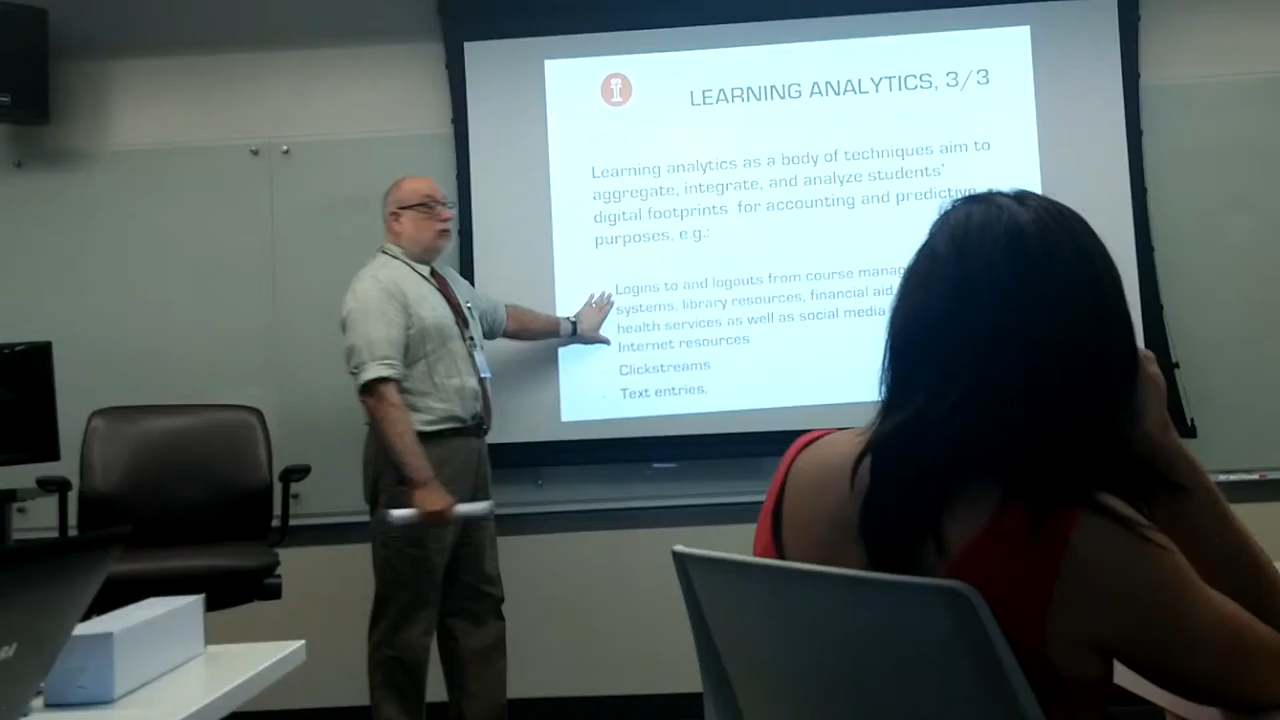 LEARNING ANALYTICS, 3/3
Learning analytics as a body of techniques aim to
aggregate, integrate, and analyze students'
digital footprints for accounting and predictive
purposes, e.g.:
Logins to and logouts from course manag
systems, library resources, financial aid
health services as well as social media
Internet resources
Clickstreams
Text entries.